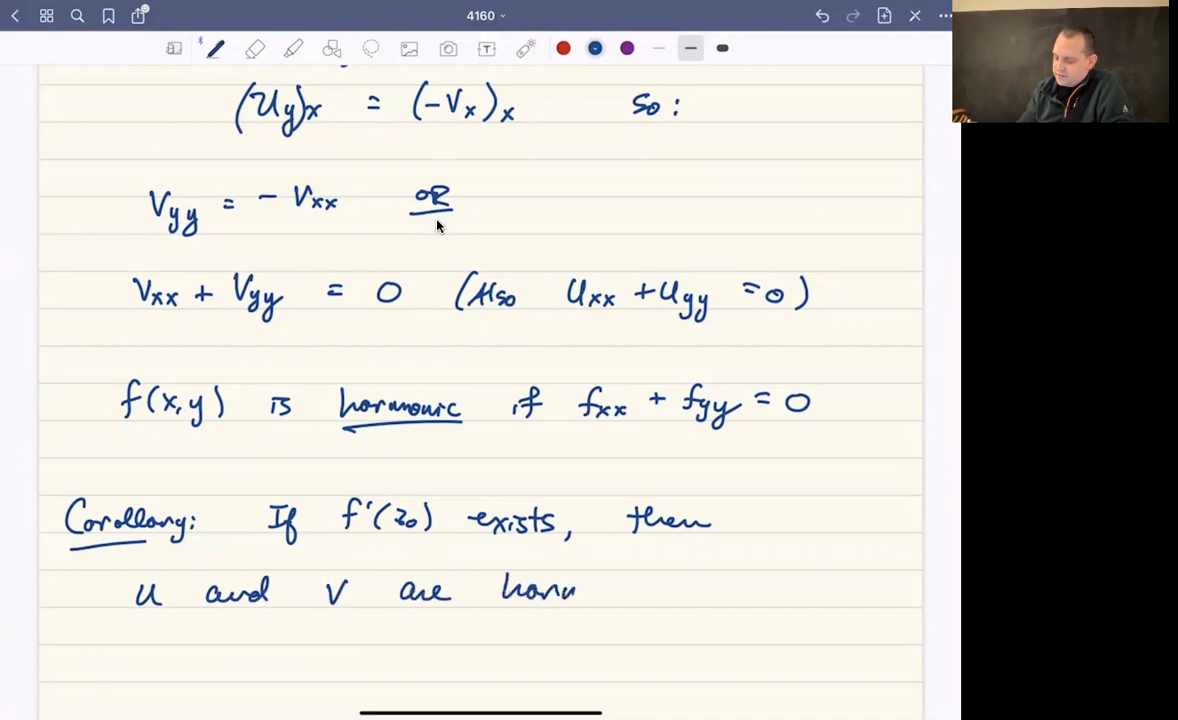 4160
(Uy)x = (-Vx)x So:
Vyy = - Vxx OR
Vxx + Vyy = 0 (Also Uxx + Uyy = 0)
f(x,y) is harmonic if fxx + fyy = 0
Corollary: If f'(z0) exists, then
u and v are harm